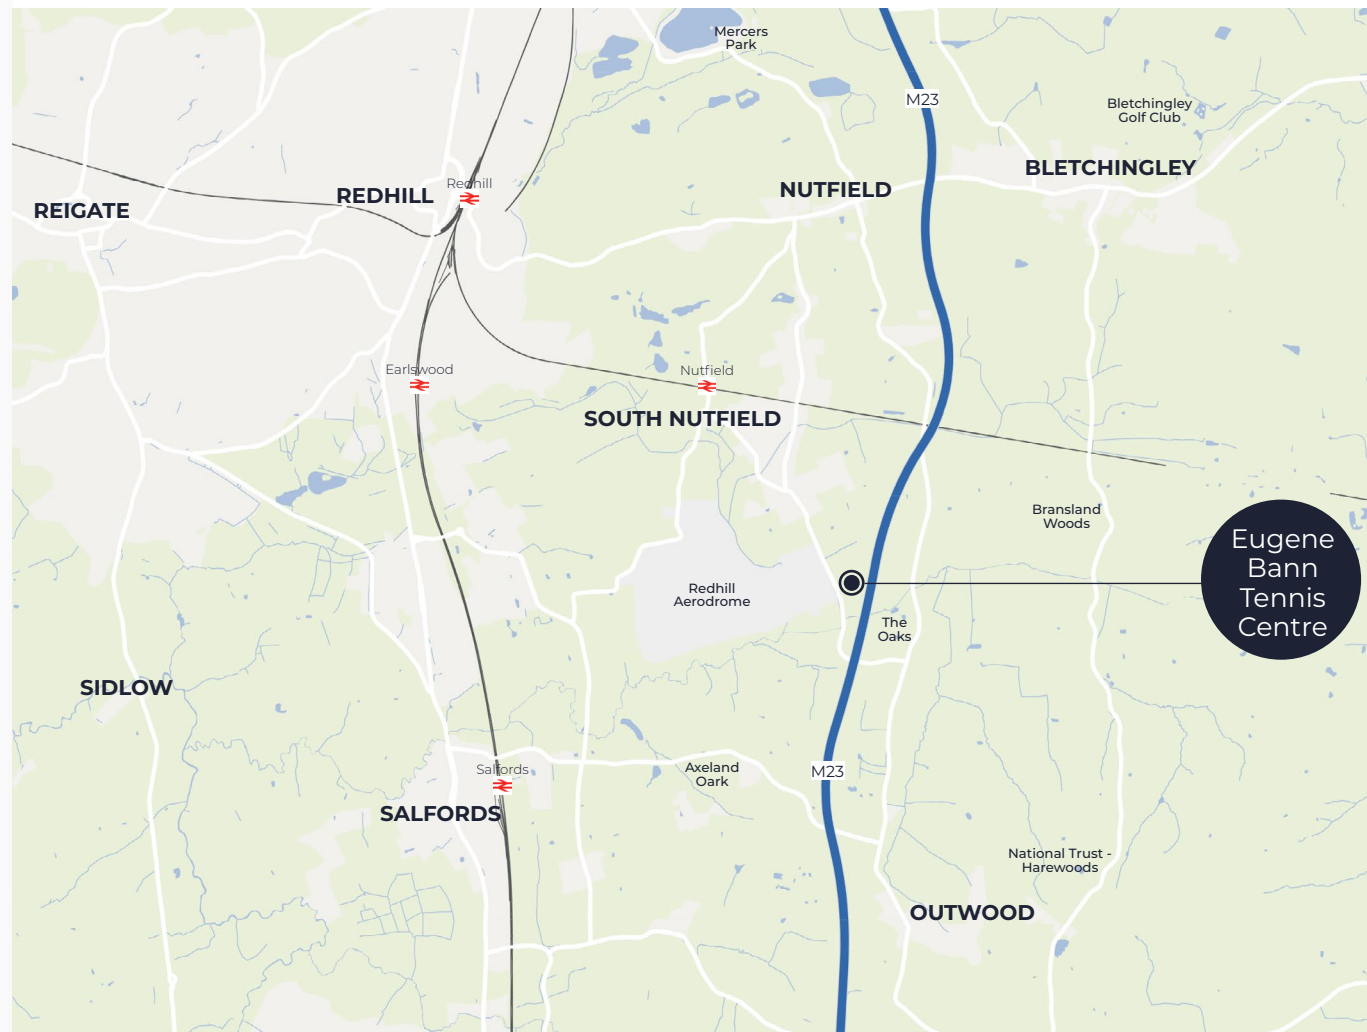 Mercers
Park
M23
Bletchingley
Golf Club
BLETCHINGLEY
Redhill
NUTFIELD
REDHILL
REIGATE
Earlswood
Nutfield
SOUTH NUTFIELD
Bransland
Woods
Eugene
Bann
Tennis
Centre
Redhill
Aerodrome
The
Oaks
SIDLOW
Salfords
Axeland
Oark
M23
SALFORDS
National Trust -
Harewoods
OUTWOOD